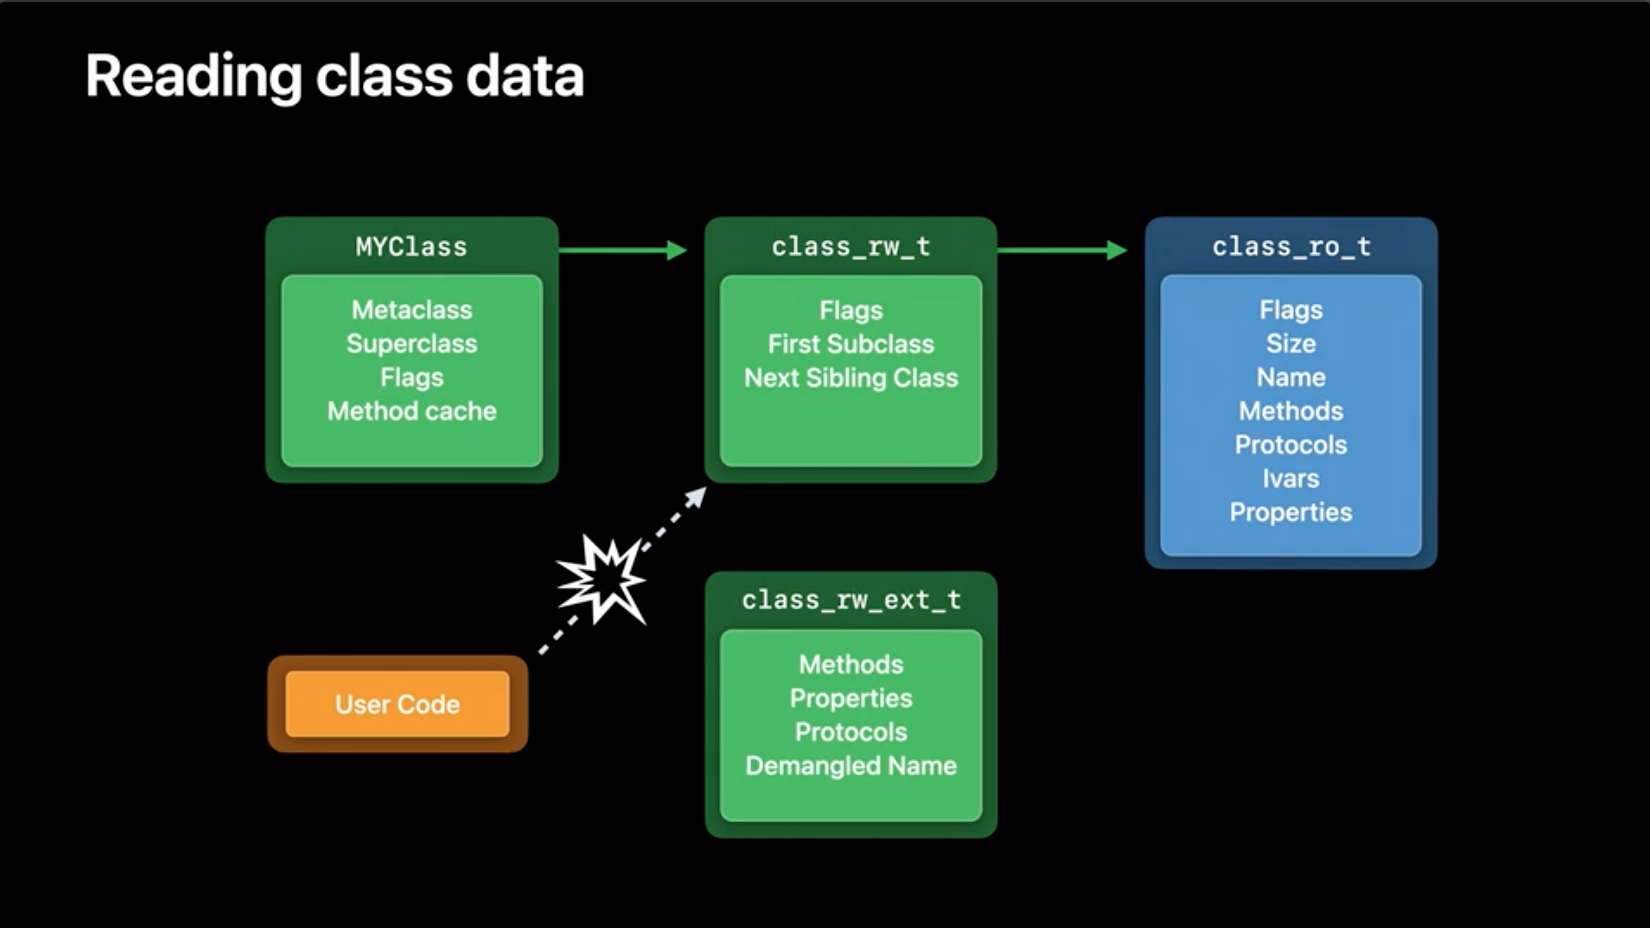 Reading class data
MYClass
Metaclass
Superclass
Flags
Method cache
class_rw_t
Flags
First Subclass
Next Sibling Class
class_ro_t
Flags
Size
Name
Methods
Protocols
Ivars
Properties
User Code
class_rw_ext_t
Methods
Properties
Protocols
Demangled Name